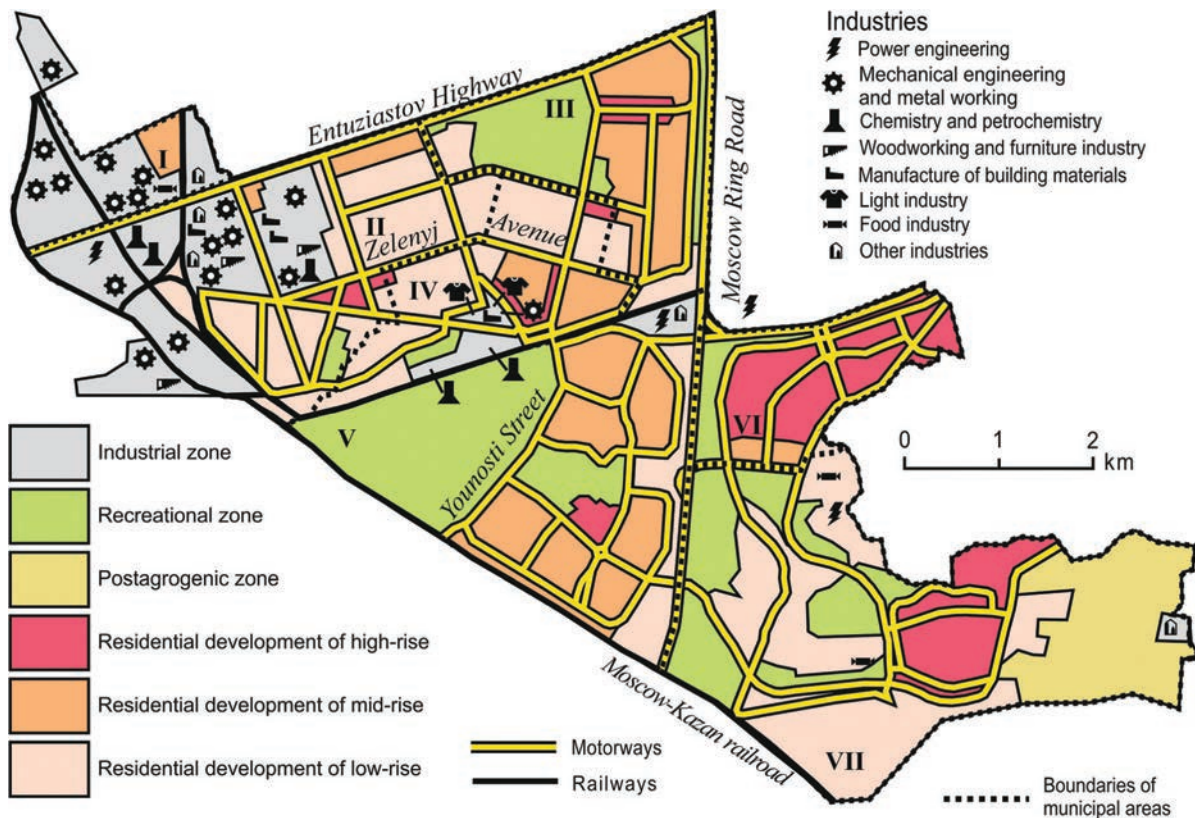 Industries
Power engineering
Mechanical engineering
and metal working
Chemistry and petrochemistry
Woodworking and furniture industry
Manufacture of building materials
Light industry
Food industry
Other industries
Entuziastov Highway
III
I
II
Zelenyj Avenue
IV
Moscow Ring Road
V
Younosti Street
VI
0 1 2
km
Industrial zone
Recreational zone
Postagrogenic zone
Residential development of high-rise
Residential development of mid-rise
Residential development of low-rise
Moscow-Kazan railroad
VII
Motorways
Railways
Boundaries of
municipal areas